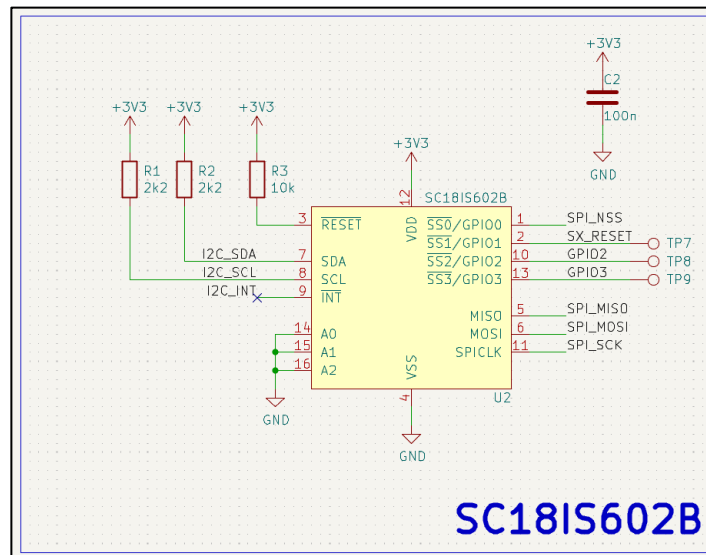 +3V3
C2
100n
GND
+3V3
+3V3
+3V3
R1
2k2
R2
2k2
R3
10k
+3V3
SC18IS602B
12
VDD
3
RESET
SS0/GPIO0
1
SPI_NSS
SS1/GPIO1
2
SX_RESET
TP7
I2C_SDA
7
SDA
SS2/GPIO2
10
GPIO2
TP8
I2C_SCL
8
SCL
SS3/GPIO3
13
GPIO3
TP9
I2C_INT
9
INT
MISO
5
SPI_MISO
14
A0
MOSI
6
SPI_MOSI
15
A1
SPICLK
11
SPI_SCK
16
A2
VSS
4
U2
GND
GND
SC18IS602B